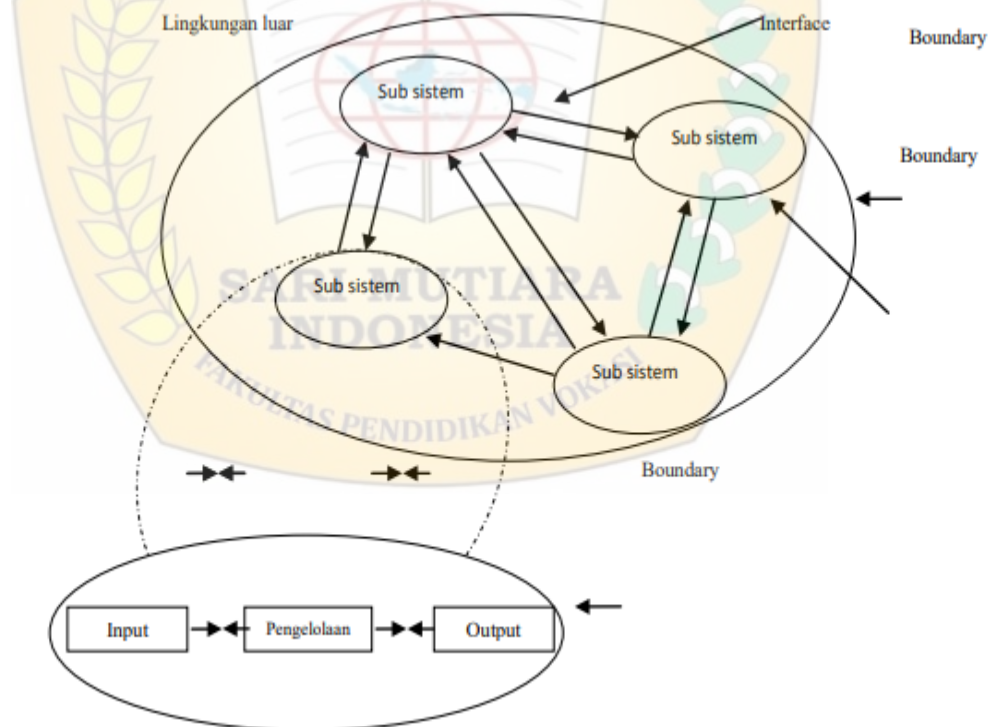 Lingkungan luar
Interface
Boundary
Sub sistem
Sub sistem
Boundary
Sub sistem
SARI MUTIARA
INDONESIA
Sub sistem
FAKULTAS PENDIDIKAN VOKASI
Boundary
Input
Pengelolaan
Output